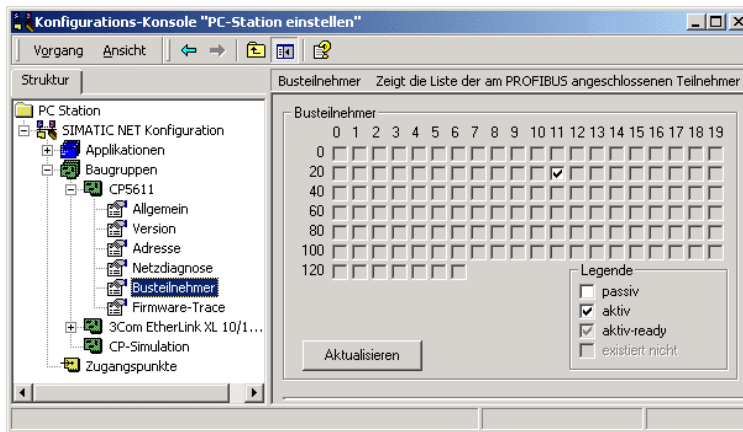 Konfigurations-Konsole "PC-Station einstellen"
Vorgang Ansicht
Struktur
Busteilnehmer Zeigt die Liste der am PROFIBUS angeschlossenen Teilnehmer
PC Station
SIMATIC NET Konfiguration
Applikationen
Baugruppen
CP5611
Allgemein
Version
Adresse
Netzdiagnose
Busteilnehmer
Firmware-Trace
3Com EtherLink XL 10/1...
CP-Simulation
Zugangspunkte
Busteilnehmer
0 1 2 3 4 5 6 7 8 9 10 11 12 13 14 15 16 17 18 19
0
20
40
60
80
100
120
Legende
passiv
aktiv
aktiv-ready
existiert nicht
Aktualisieren